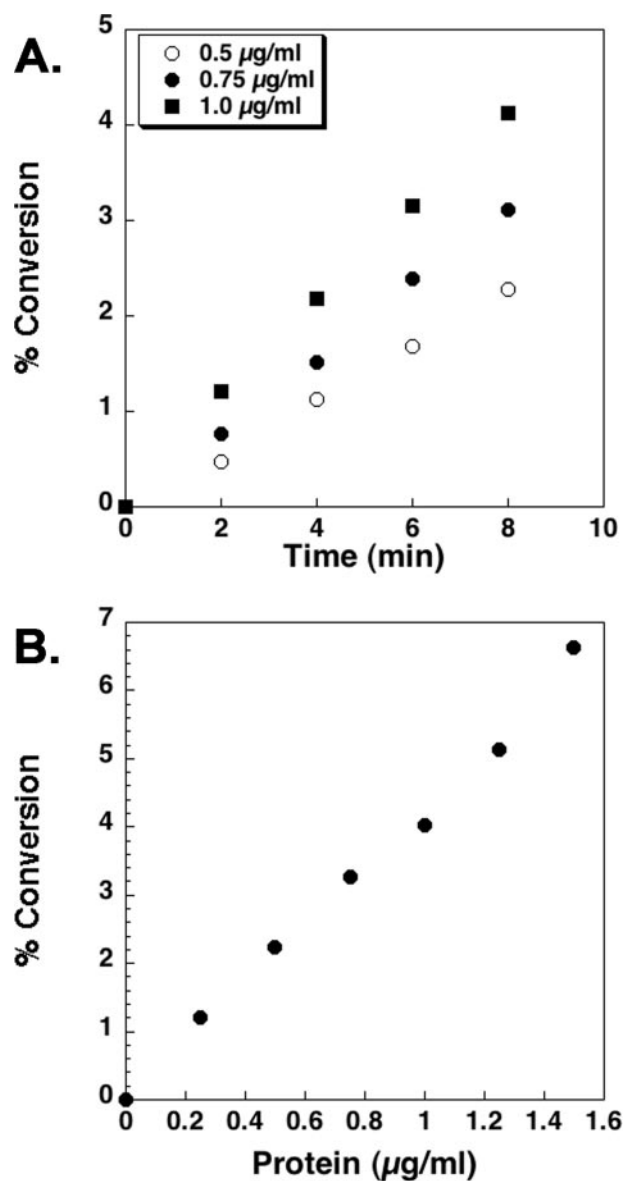 A.
5
4
3
2
1
0
% Conversion
0.5 µg/ml
0.75 µg/ml
1.0 µg/ml
0 2 4 6 8 10
Time (min)
B.
7
6
5
4
3
2
1
0
% Conversion
0 0.2 0.4 0.6 0.8 1 1.2 1.4 1.6
Protein (µg/ml)